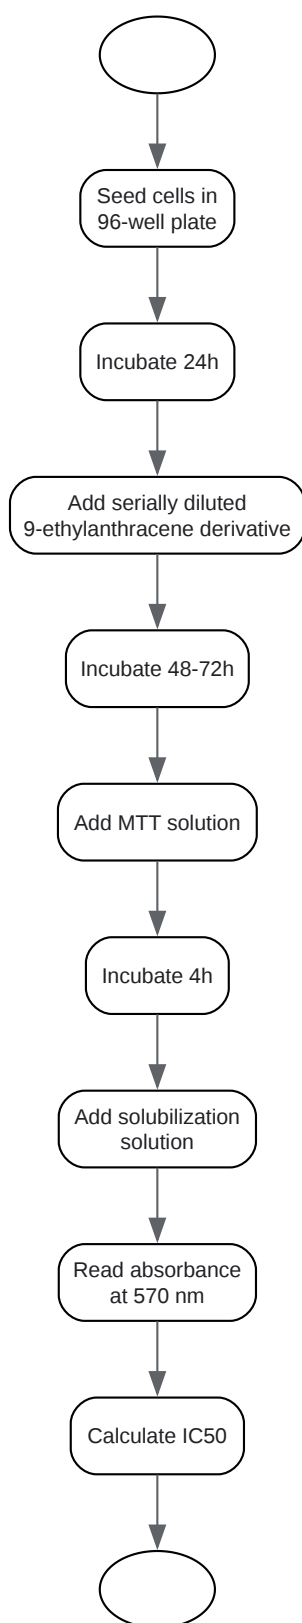 Seed cells in
96-well plate
Incubate 24h
Add serially diluted
9-ethylanthracene derivative
Incubate 48-72h
Add MTT solution
Incubate 4h
Add solubilization
solution
Read absorbance
at 570 nm
Calculate IC50